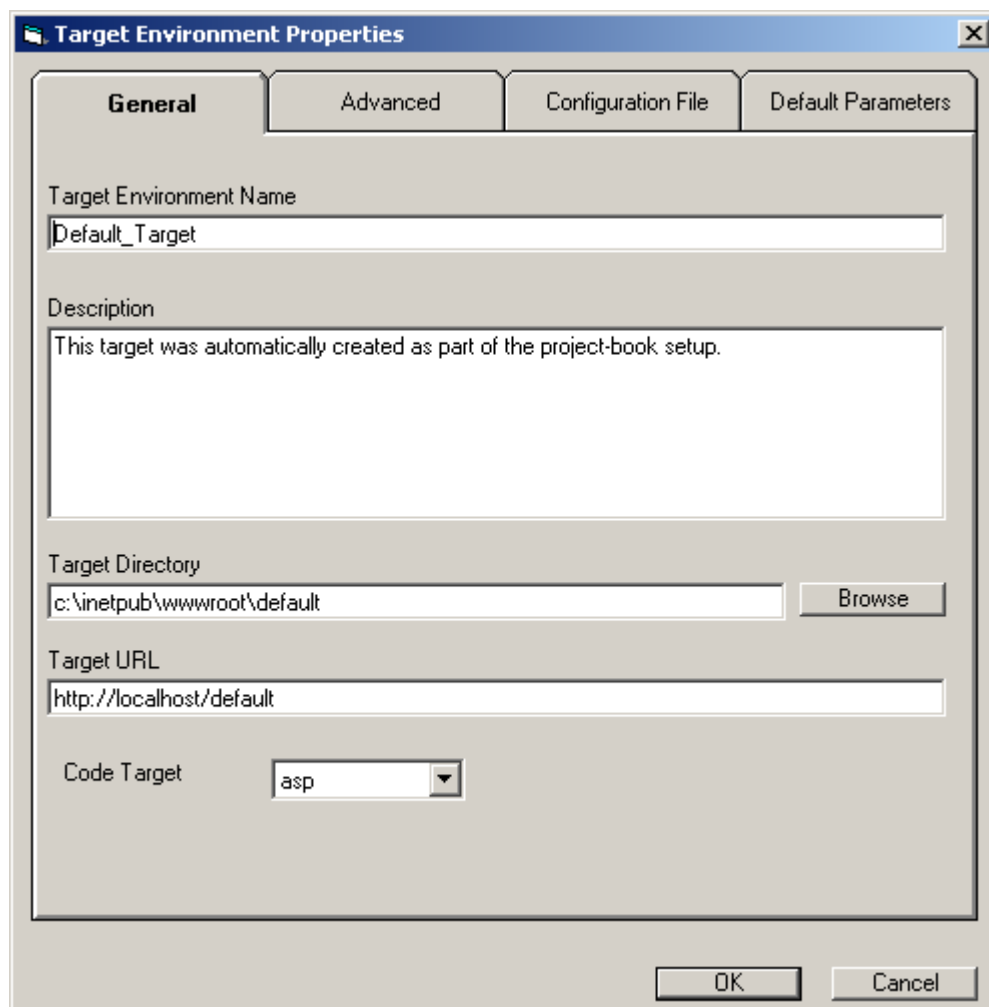 Target Environment Properties
General
Advanced
Configuration File
Default Parameters
Target Environment Name
Default_Target
Description
This target was automatically created as part of the project-book setup.
Target Directory
c:\inetpub\wwwroot\default
Browse
Target URL
http://localhost/default
Code Target
asp
OK
Cancel